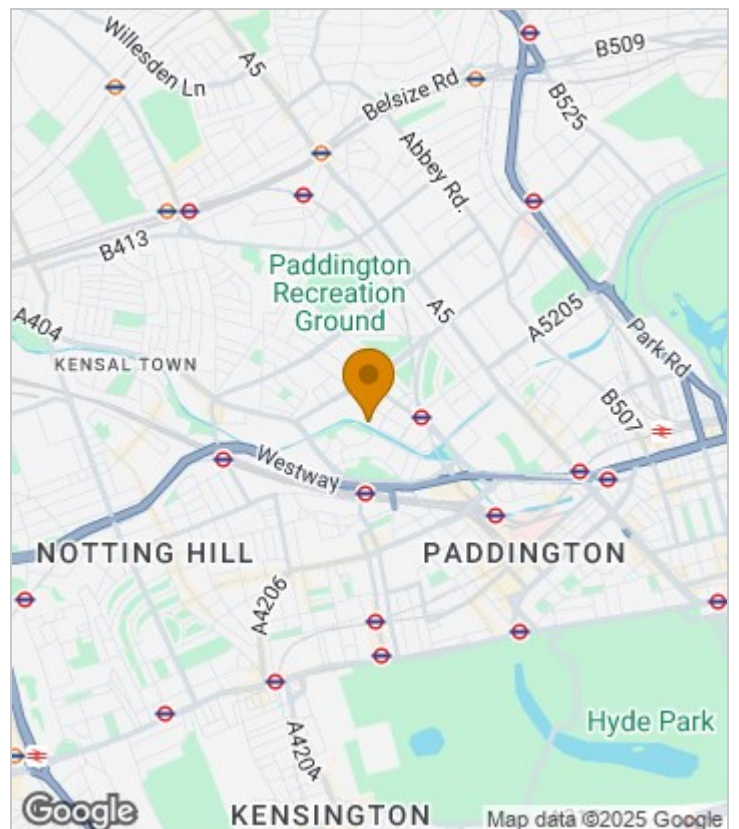 Willesden Ln
A5
B509
Belsize Rd
B525
Abbey Rd.
B413
Paddington
Recreation
Ground
A5
A404
A5205
Park Rd
KENSAL TOWN
B507
Westway
NOTTING HILL
PADDINGTON
A4206
Hyde Park
A4204
KENSINGTON
Google
Map data ©2025 Google